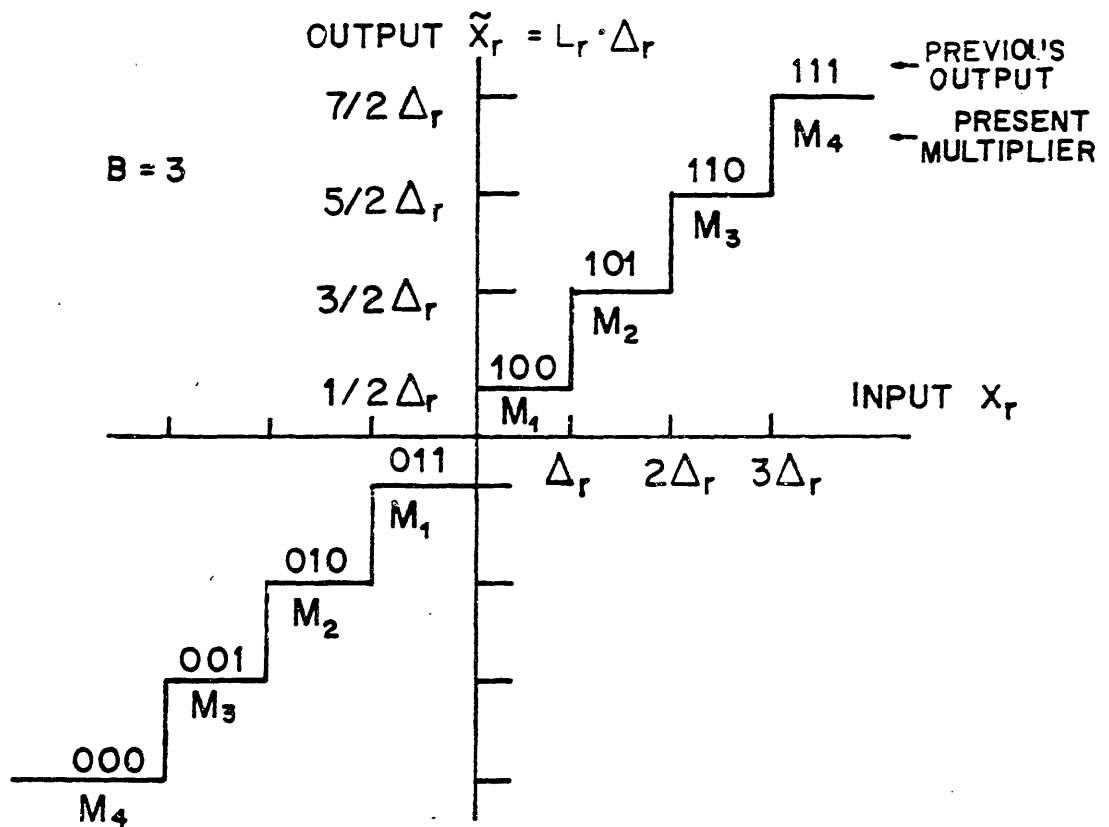 OUTPUT X̃r = Lr · Δr
111
← PREVIOUS
OUTPUT
7/2 Δr
M4
← PRESENT
MULTIPLIER
B = 3
110
5/2 Δr
M3
101
3/2 Δr
M2
100
1/2 Δr
M1
INPUT Xr
011
Δr 2Δr 3Δr
M1
010
M2
001
M3
000
M4